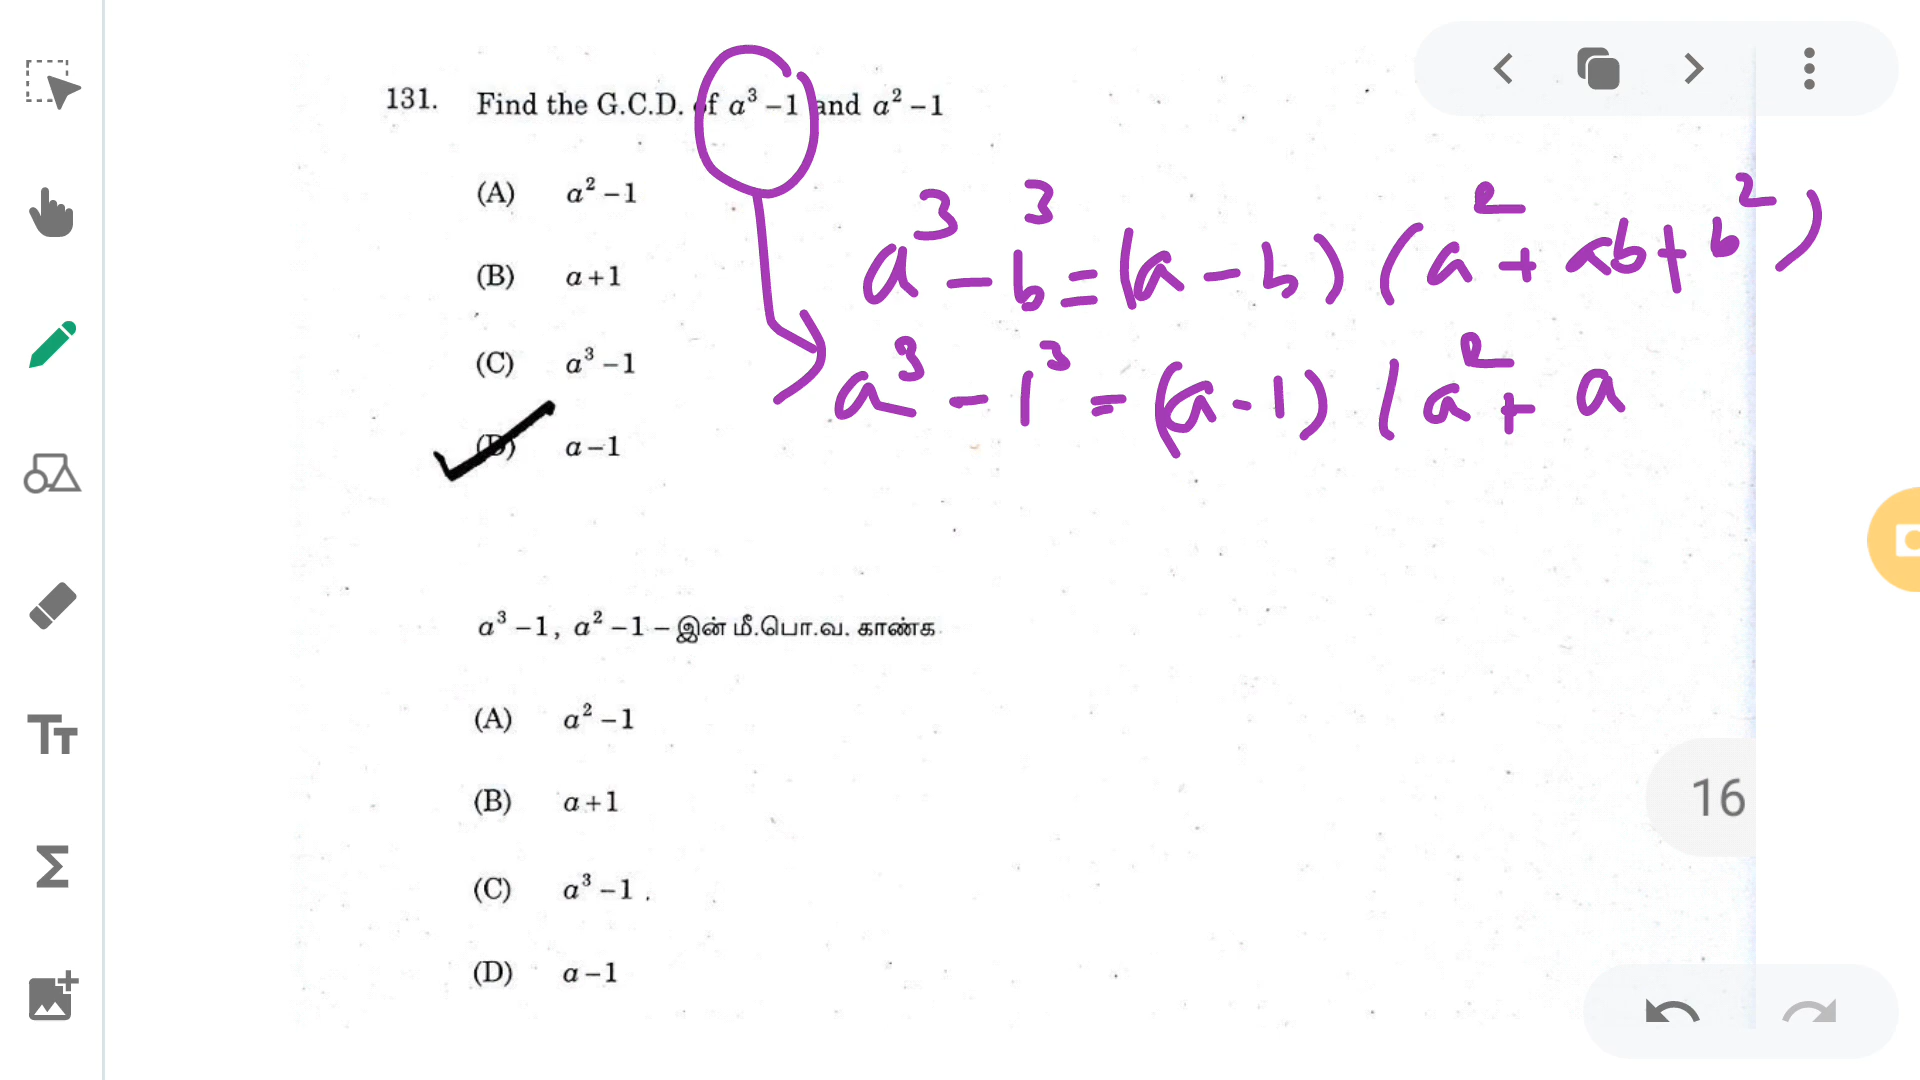 131. Find the G.C.D. of a³ – 1 and a² – 1
(A) a² – 1
(B) a + 1
(C) a³ – 1
(D) a – 1
a³ – b³ = (a – b) (a² + ab + b²)
a³ – 1³ = (a - 1) (a² + a
a³ – 1, a² – 1 – இன் மீ.பொ.வ. காண்க
(A) a² – 1
(B) a + 1
(C) a³ – 1 .
(D) a – 1
16
Tт
Σ